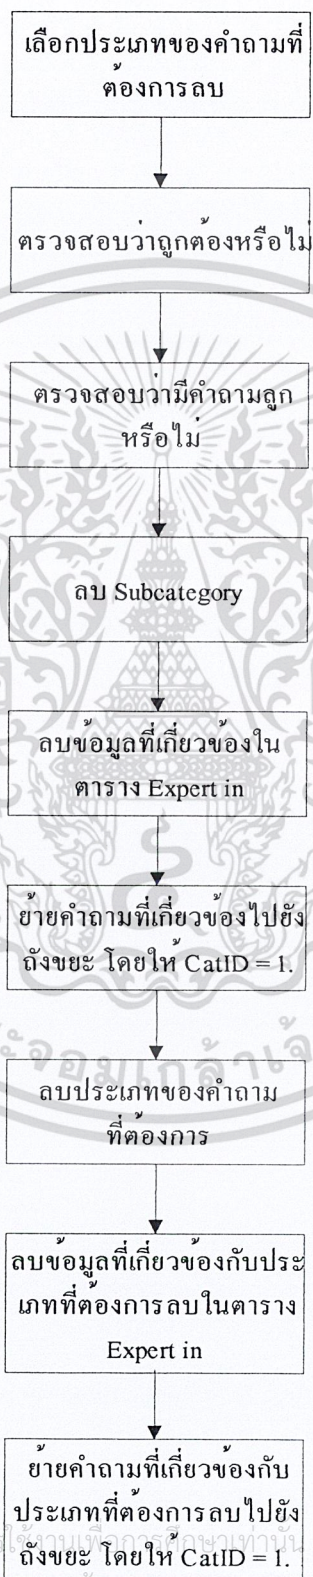 เลือกประเภทของคำถามที่
ต้องการลบ
ตรวจสอบว่าถูกต้องหรือไม่
ตรวจสอบว่ามีคำถามลูก
หรือไม่
ลบ Subcategory
ลบข้อมูลที่เกี่ยวข้องใน
ตาราง Expert in
ย้ายคำถามที่เกี่ยวข้องไปยัง
ถังขยะ โดยให้ CatID = 1.
ลบประเภทของคำถาม
ที่ต้องการ
ลบข้อมูลที่เกี่ยวข้องกับประ
เภทที่ต้องการลบในตาราง
Expert in
ย้ายคำถามที่เกี่ยวข้องกับ
ประเภทที่ต้องการลบไปยัง
ถังขยะ โดยให้ CatID = 1.